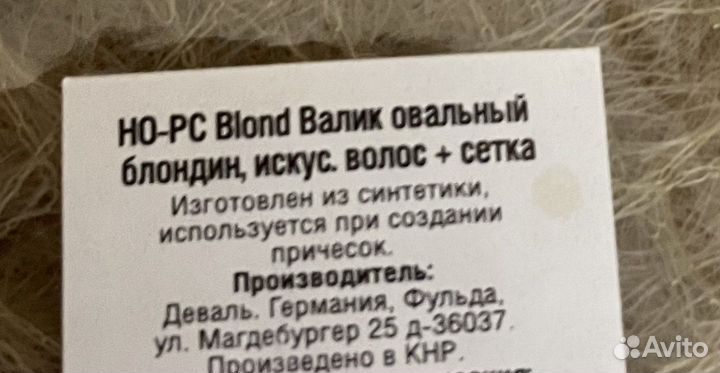 HO-PC Blond Валик овальный
блондин, искус. волос + сетка
Изготовлен из синтетики,
используется при создании
причесок.
Производитель:
Деваль. Германия, Фульда,
ул. Магдебургер 25 д-36037.
Произведено в КНР.
Avito